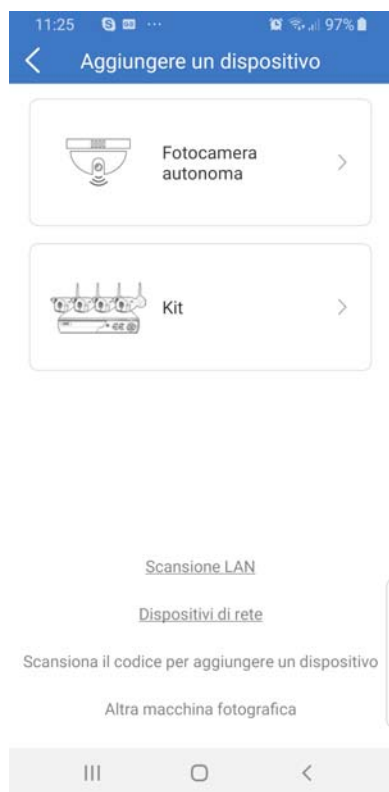 11:25 ... 97%
Aggiungere un dispositivo
Fotocamera
autonoma
Kit
Scansione LAN
Dispositivi di rete
Scansiona il codice per aggiungere un dispositivo
Altra macchina fotografica